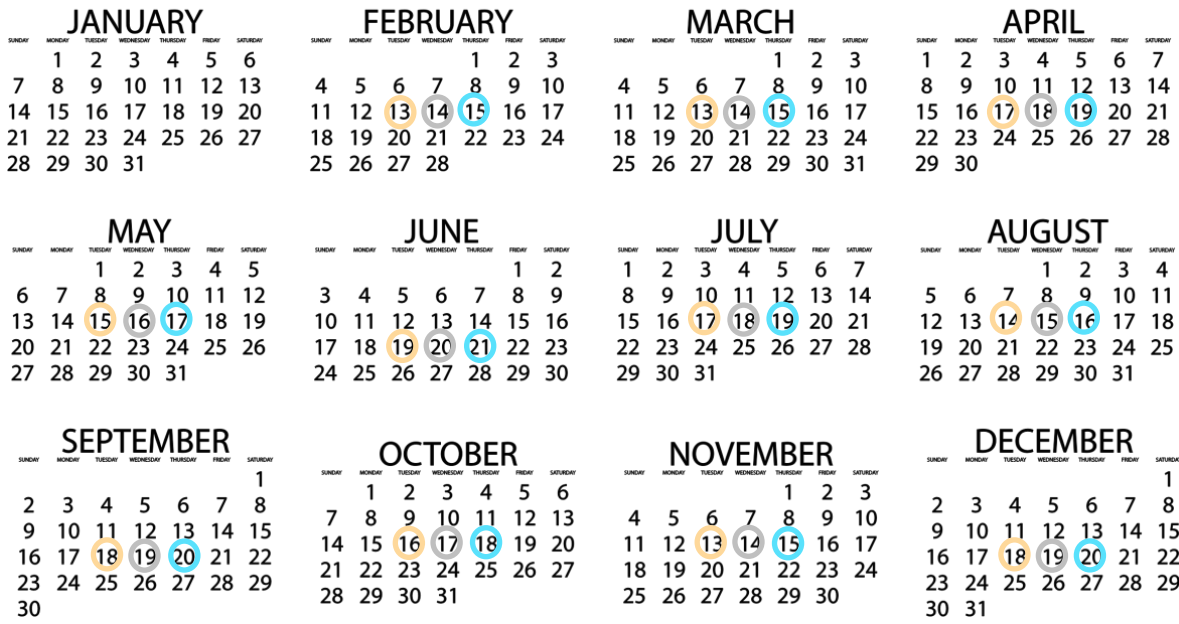 JANUARY
SUNDAY MONDAY TUESDAY WEDNESDAY THURSDAY FRIDAY SATURDAY
1 2 3 4 5 6
7 8 9 10 11 12 13
14 15 16 17 18 19 20
21 22 23 24 25 26 27
28 29 30 31
FEBRUARY
SUNDAY MONDAY TUESDAY WEDNESDAY THURSDAY FRIDAY SATURDAY
1 2 3
4 5 6 7 8 9 10
11 12 13 14 15 16 17
18 19 20 21 22 23 24
25 26 27 28
MARCH
SUNDAY MONDAY TUESDAY WEDNESDAY THURSDAY FRIDAY SATURDAY
1 2 3
4 5 6 7 8 9 10
11 12 13 14 15 16 17
18 19 20 21 22 23 24
25 26 27 28 29 30 31
APRIL
SUNDAY MONDAY TUESDAY WEDNESDAY THURSDAY FRIDAY SATURDAY
1 2 3 4 5 6 7
8 9 10 11 12 13 14
15 16 17 18 19 20 21
22 23 24 25 26 27 28
29 30
MAY
SUNDAY MONDAY TUESDAY WEDNESDAY THURSDAY FRIDAY SATURDAY
1 2 3 4 5
6 7 8 9 10 11 12
13 14 15 16 17 18 19
20 21 22 23 24 25 26
27 28 29 30 31
JUNE
SUNDAY MONDAY TUESDAY WEDNESDAY THURSDAY FRIDAY SATURDAY
1 2
3 4 5 6 7 8 9
10 11 12 13 14 15 16
17 18 19 20 21 22 23
24 25 26 27 28 29 30
JULY
SUNDAY MONDAY TUESDAY WEDNESDAY THURSDAY FRIDAY SATURDAY
1 2 3 4 5 6 7
8 9 10 11 12 13 14
15 16 17 18 19 20 21
22 23 24 25 26 27 28
29 30 31
AUGUST
SUNDAY MONDAY TUESDAY WEDNESDAY THURSDAY FRIDAY SATURDAY
1 2 3 4
5 6 7 8 9 10 11
12 13 14 15 16 17 18
19 20 21 22 23 24 25
26 27 28 29 30 31
SEPTEMBER
SUNDAY MONDAY TUESDAY WEDNESDAY THURSDAY FRIDAY SATURDAY
1
2 3 4 5 6 7 8
9 10 11 12 13 14 15
16 17 18 19 20 21 22
23 24 25 26 27 28 29
30
OCTOBER
SUNDAY MONDAY TUESDAY WEDNESDAY THURSDAY FRIDAY SATURDAY
1 2 3 4 5 6
7 8 9 10 11 12 13
14 15 16 17 18 19 20
21 22 23 24 25 26 27
28 29 30 31
NOVEMBER
SUNDAY MONDAY TUESDAY WEDNESDAY THURSDAY FRIDAY SATURDAY
1 2 3
4 5 6 7 8 9 10
11 12 13 14 15 16 17
18 19 20 21 22 23 24
25 26 27 28 29 30
DECEMBER
SUNDAY MONDAY TUESDAY WEDNESDAY THURSDAY FRIDAY SATURDAY
1
2 3 4 5 6 7 8
9 10 11 12 13 14 15
16 17 18 19 20 21 22
23 24 25 26 27 28 29
30 31